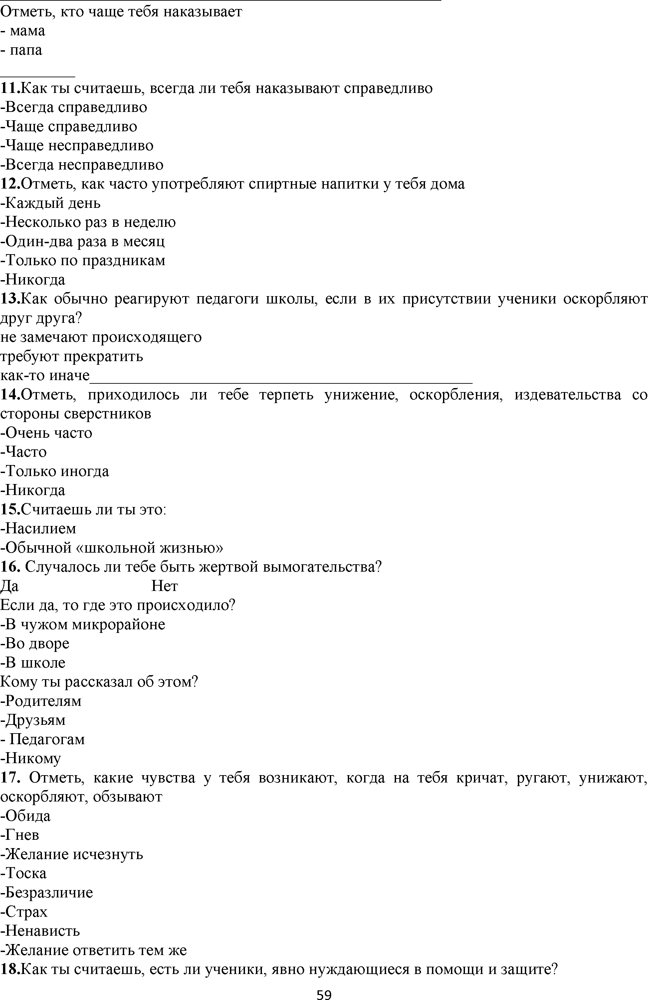 Отметь, кто чаще тебя наказывает
- мама
- папа
11.Как ты считаешь, всегда ли тебя наказывают справедливо
-Всегда справедливо
-Чаще справедливо
-Чаще несправедливо
-Всегда несправедливо
12.Отметь, как часто употребляют спиртные напитки у тебя дома
-Каждый день
-Несколько раз в неделю
-Один-два раза в месяц
-Только по праздникам
-Никогда
13.Как обычно реагируют педагоги школы, если в их присутствии ученики оскорбляют
друг друга?
не замечают происходящего
требуют прекратить
как-то иначе________________________________________________
14.Отметь, приходилось ли тебе терпеть унижение, оскорбления, издевательства со
стороны сверстников
-Очень часто
-Часто
-Только иногда
-Никогда
15.Считаешь ли ты это:
-Насилием
-Обычной «школьной жизнью»
16. Случалось ли тебе быть жертвой вымогательства?
Да Нет
Если да, то где это происходило?
-В чужом микрорайоне
-Во дворе
-В школе
Кому ты рассказал об этом?
-Родителям
-Друзьям
- Педагогам
-Никому
17. Отметь, какие чувства у тебя возникают, когда на тебя кричат, ругают, унижают,
оскорбляют, обзывают
-Обида
-Гнев
-Желание исчезнуть
-Тоска
-Безразличие
-Страх
-Ненависть
-Желание ответить тем же
18.Как ты считаешь, есть ли ученики, явно нуждающиеся в помощи и защите?
59